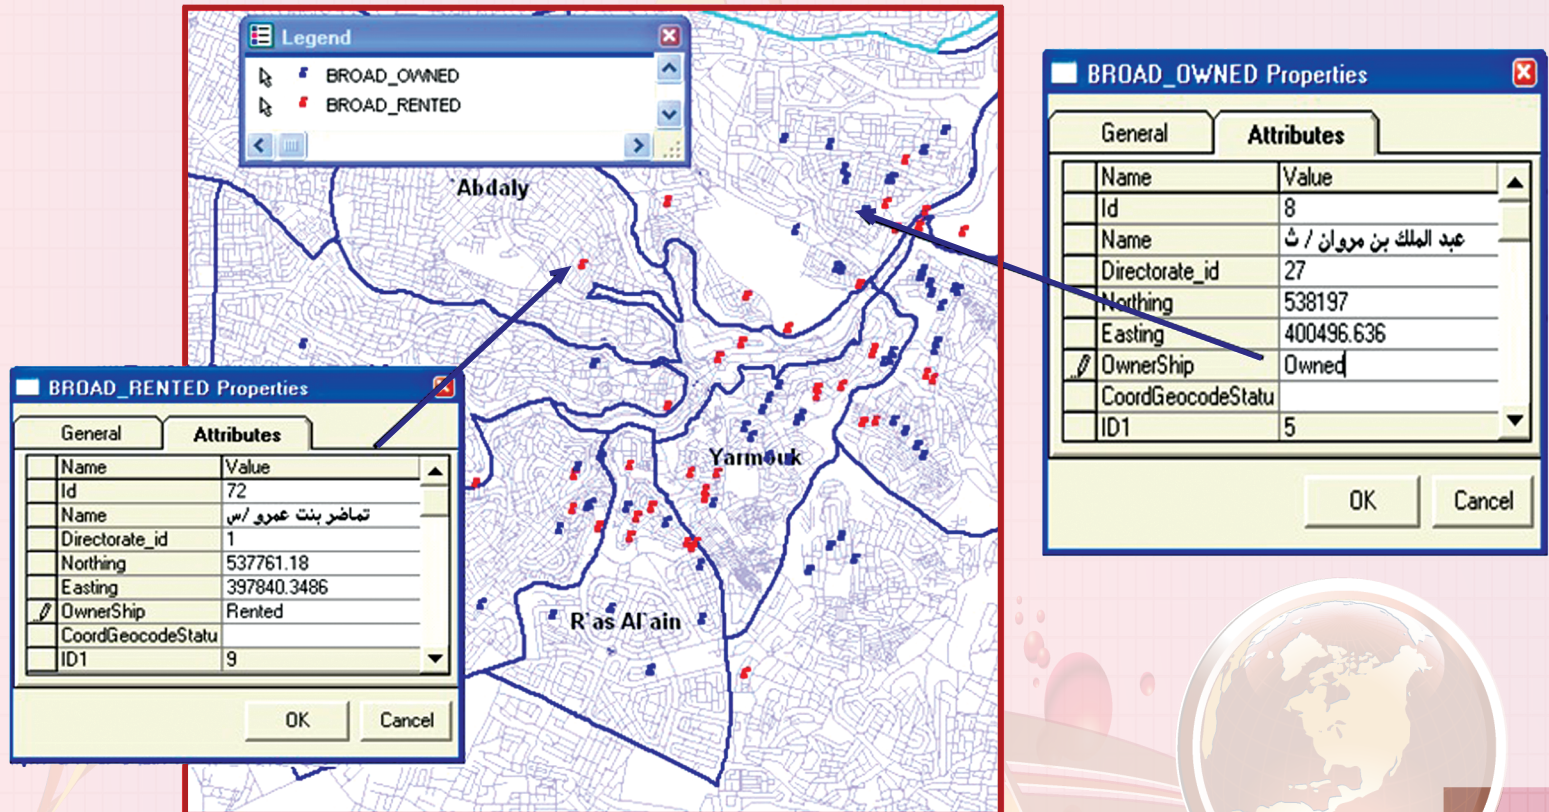 Legend
BROAD_OWNED
BROAD_RENTED
`Abdaly
Yarmouk
R`as Al`ain
BROAD_OWNED Properties
General Attributes
Name Value
Id 8
Name عبد الملك بن مروان / ث
Directorate_id 27
Northing 538197
Easting 400496.636
OwnerShip Owned
CoordGeocodeStatu
ID1 5
OK Cancel
BROAD_RENTED Properties
General Attributes
Name Value
Id 72
Name تماضر بنت عمرو /س
Directorate_id 1
Northing 537761.18
Easting 397840.3486
OwnerShip Rented
CoordGeocodeStatu
ID1 9
OK Cancel